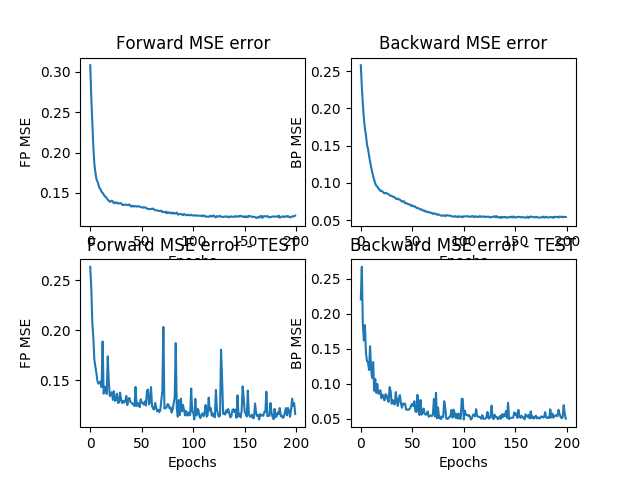 Forward MSE error
Backward MSE error
FP MSE
0.30
0.25
0.20
0.15
0 50 100 150 200
Epochs
BP MSE
0.25
0.20
0.15
0.10
0.05
0 50 100 150 200
Epochs
Forward MSE error - TEST
Backward MSE error - TEST
FP MSE
0.25
0.20
0.15
0 50 100 150 200
Epochs
BP MSE
0.25
0.20
0.15
0.10
0.05
0 50 100 150 200
Epochs